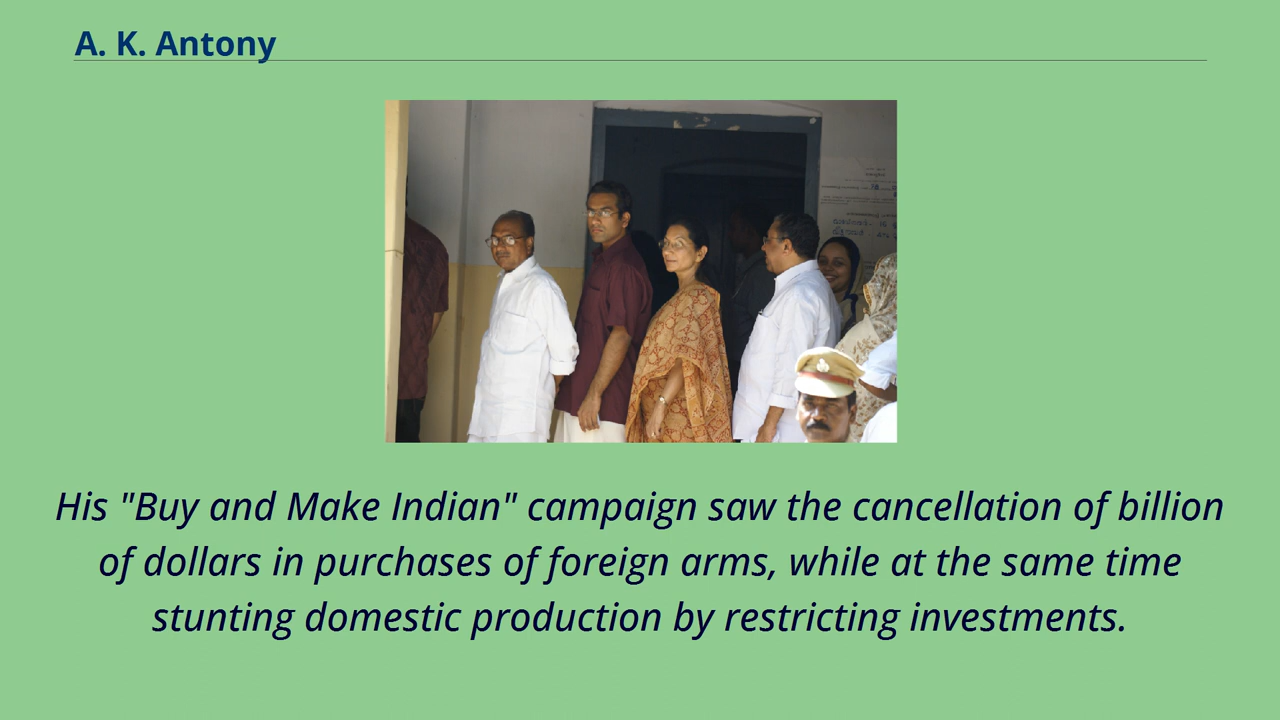 A. K. Antony
His "Buy and Make Indian" campaign saw the cancellation of billion
of dollars in purchases of foreign arms, while at the same time
stunting domestic production by restricting investments.